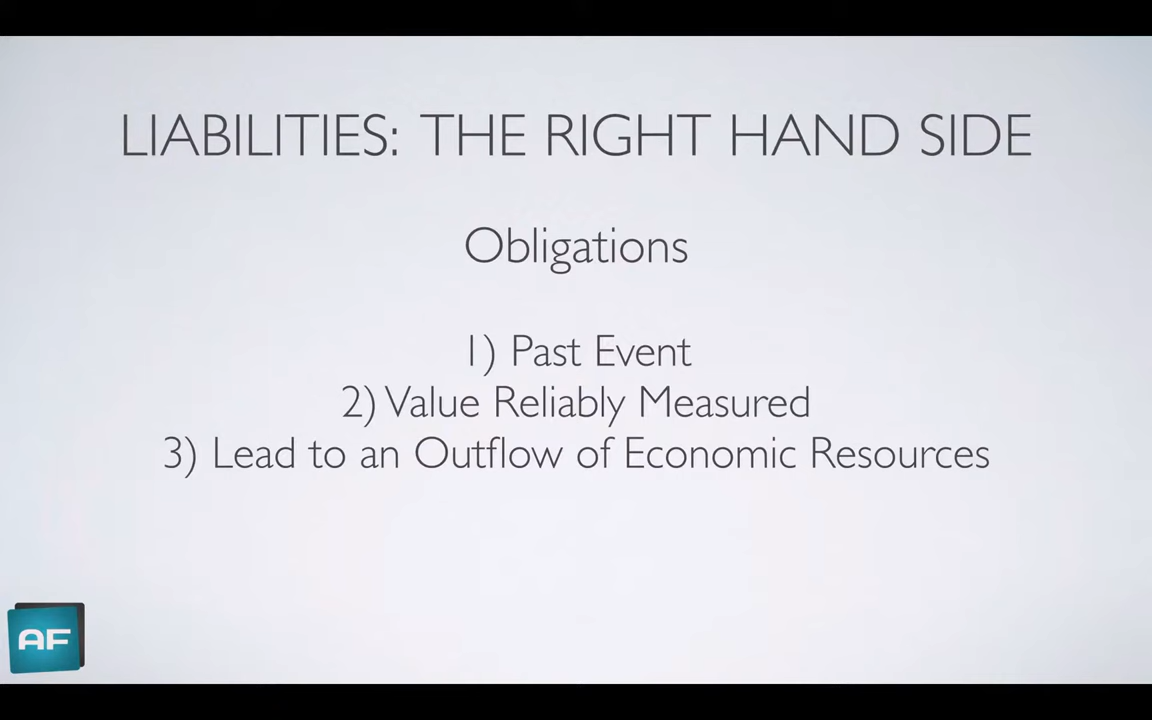 LIABILITIES: THE RIGHT HAND SIDE
Obligations
1) Past Event
2) Value Reliably Measured
3) Lead to an Outflow of Economic Resources
AF